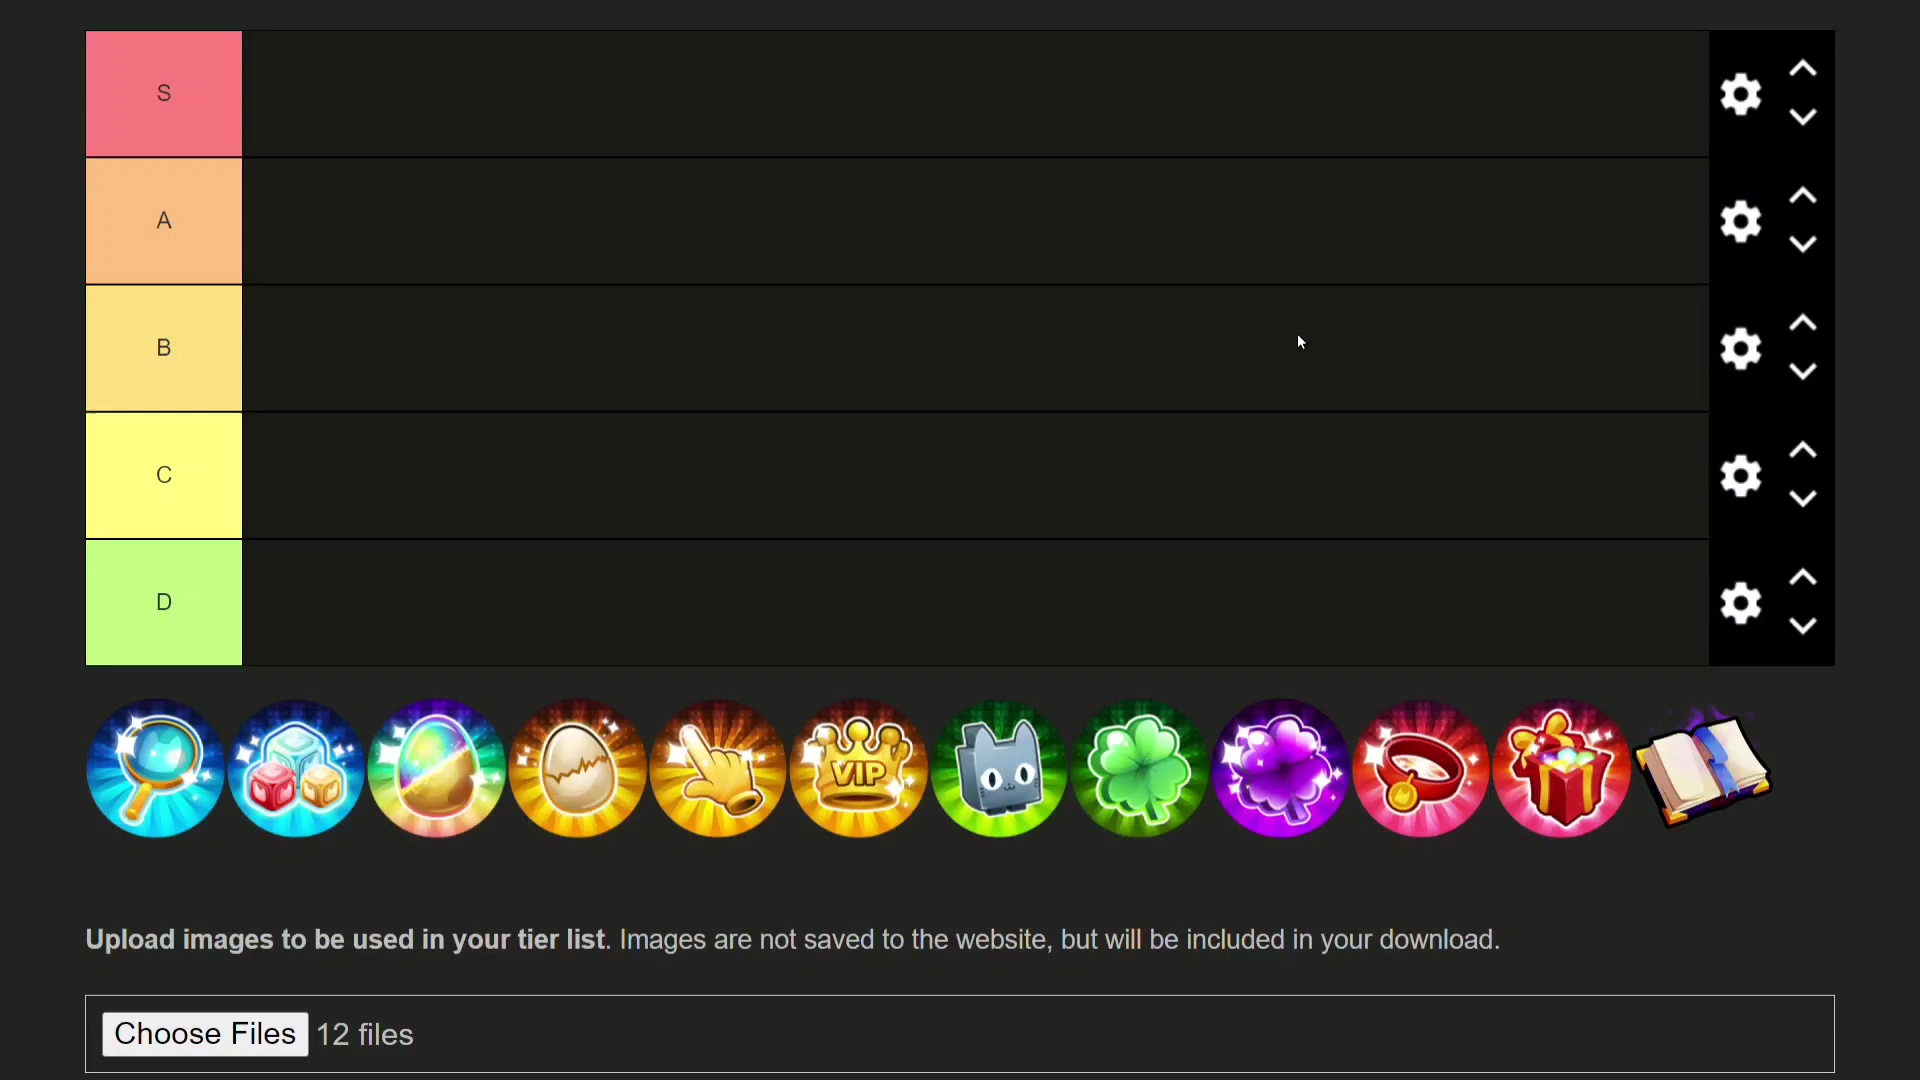 S
A
B
C
D
VIP
Upload images to be used in your tier list. Images are not saved to the website, but will be included in your download.
Choose Files 12 files